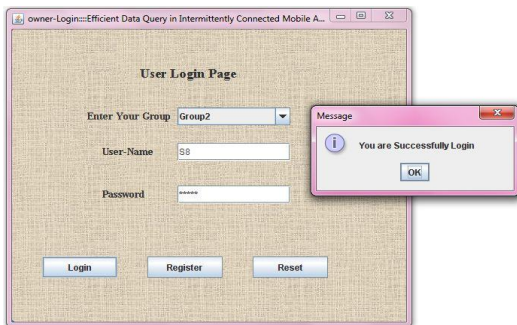 owner-Login::::Efficient Data Query in Intermittently Connected Mobile A...
User Login Page
Enter Your Group Group2
Message
You are Successfully Login
OK
User-Name S8
Password *****
Login Register Reset